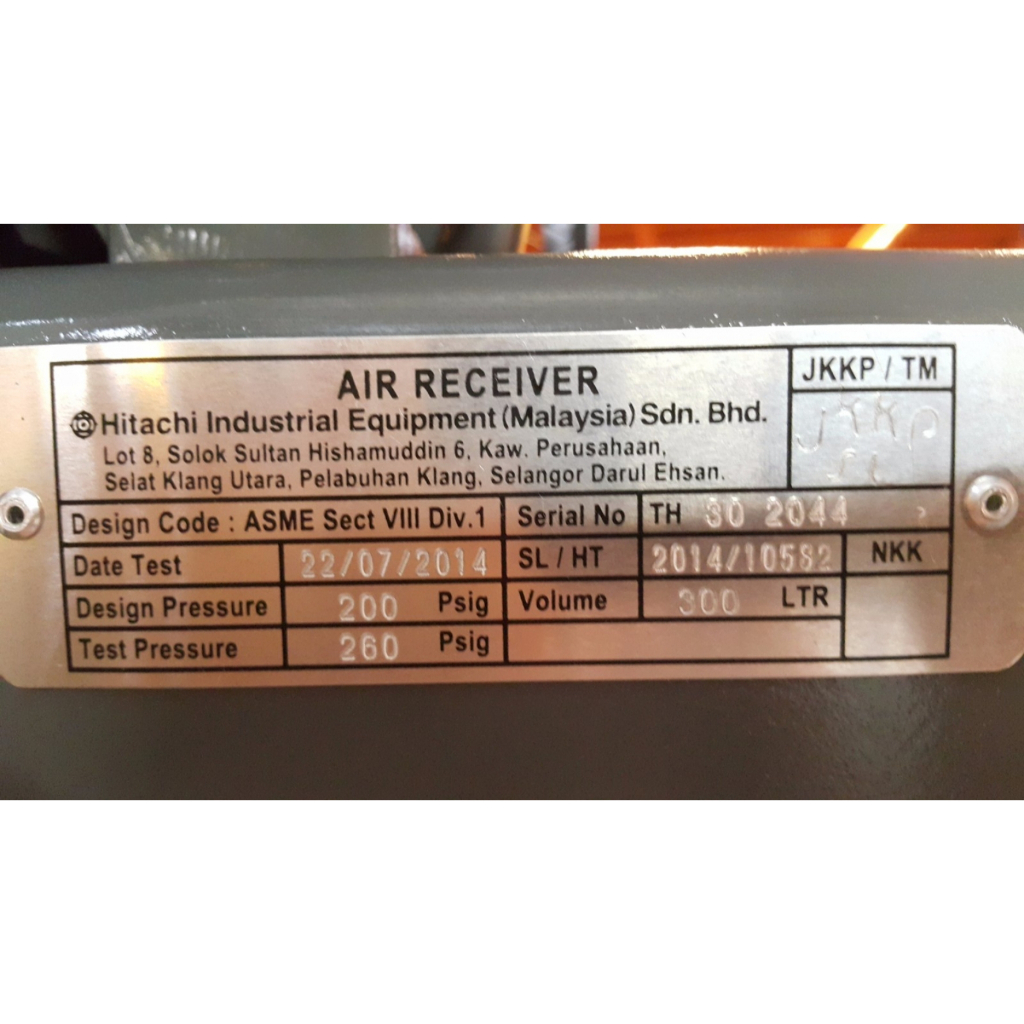 AIR RECEIVER
Hitachi Industrial Equipment (Malaysia) Sdn. Bhd.
Lot 8, Solok Sultan Hishamuddin 6, Kaw. Perusahaan,
Selat Klang Utara, Pelabuhan Klang, Selangor Darul Ehsan.
JKKP / TM
JKKP
SL
Design Code : ASME Sect VIII Div.1 Serial No TH 30 2044
Date Test 22/07/2014 SL / HT 2014/10582 NKK
Design Pressure 200 Psig Volume 300 LTR
Test Pressure 260 Psig